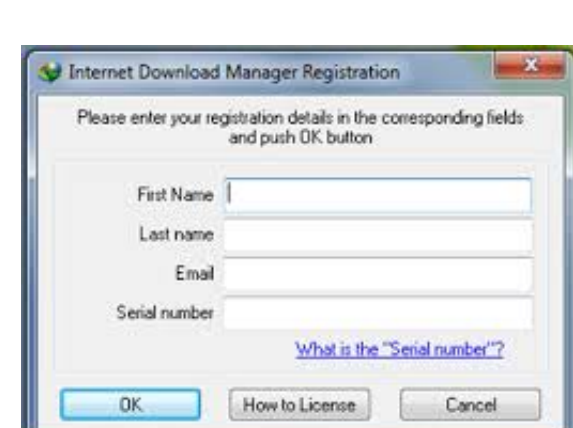 Internet Download Manager Registration
Please enter your registration details in the corresponding fields
and push OK button
First Name
Last name
Email
Serial number
What is the "Serial number"?
OK
How to License
Cancel